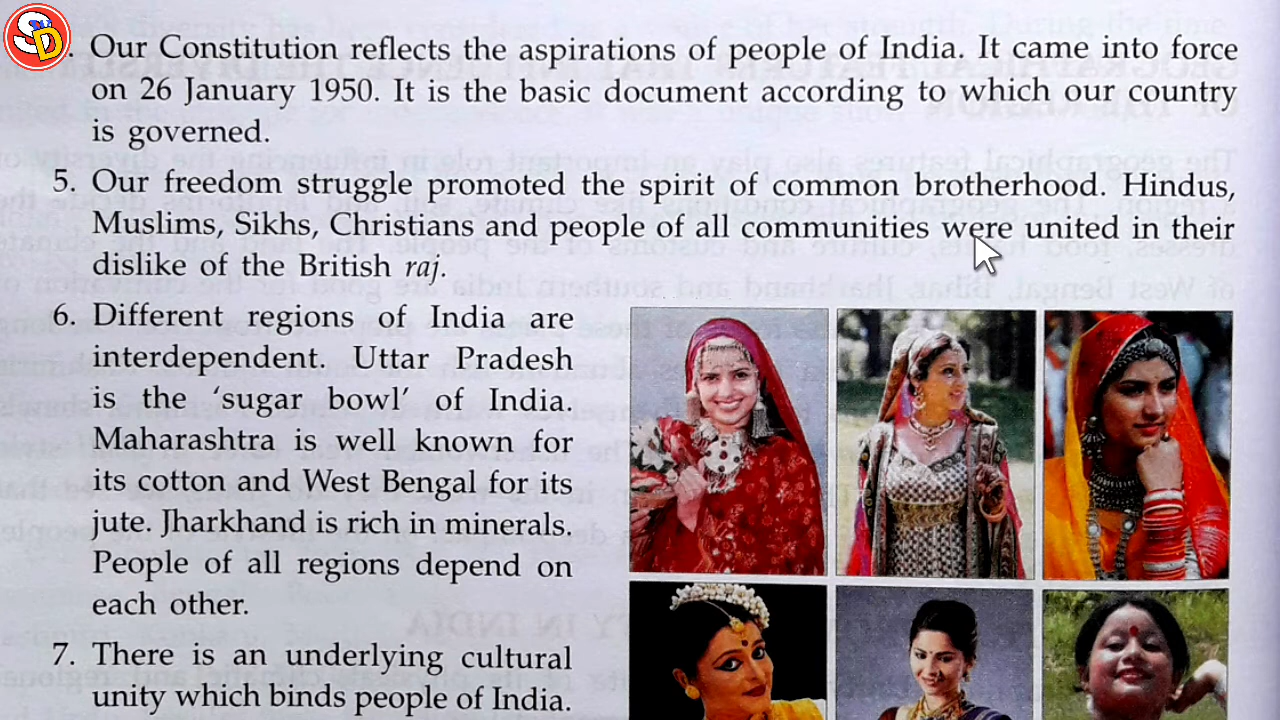 SD
. Our Constitution reflects the aspirations of people of India. It came into force
on 26 January 1950. It is the basic document according to which our country
is governed.
5. Our freedom struggle promoted the spirit of common brotherhood. Hindus,
Muslims, Sikhs, Christians and people of all communities were united in their
dislike of the British raj.
6. Different regions of India are
interdependent. Uttar Pradesh
is the ‘sugar bowl’ of India.
Maharashtra is well known for
its cotton and West Bengal for its
jute. Jharkhand is rich in minerals.
People of all regions depend on
each other.
7. There is an underlying cultural
unity which binds people of India.